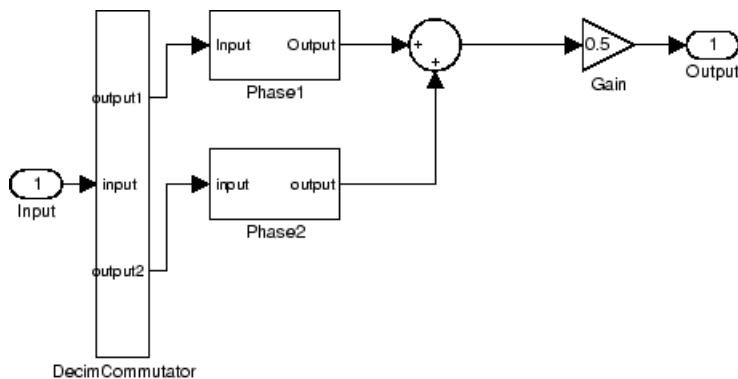 output1
input
output2
DecimCommutator
1
Input
Input
Output
Phase1
input
output
Phase2
+
+
0.5
Gain
1
Output